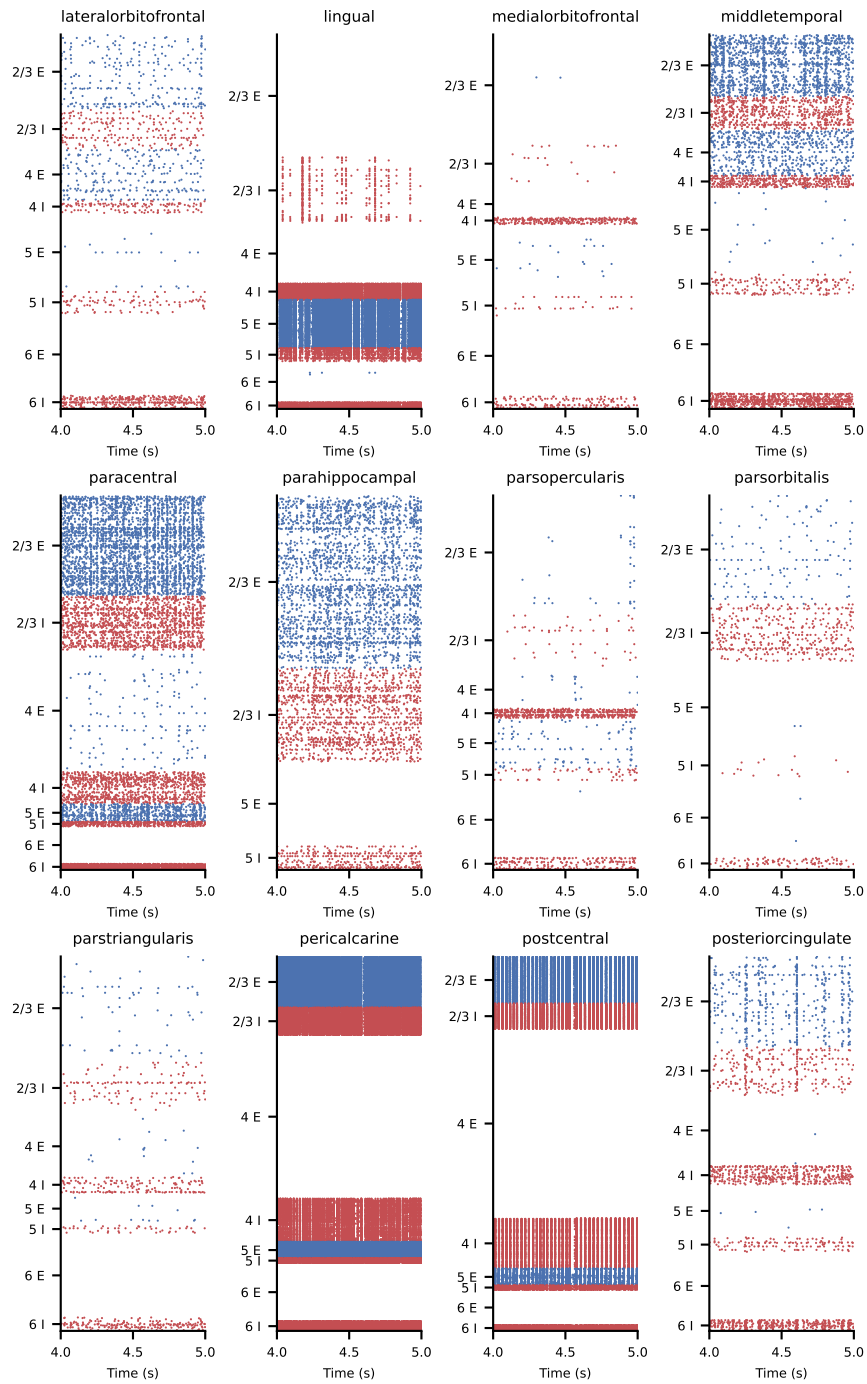 lateralorbitofrontal
2/3 E
2/3 I
4 E
4 I
5 E
5 I
6 E
6 I
4.0 4.5 5.0
Time (s)
lingual
2/3 E
2/3 I
4 E
4 I
5 E
5 I
6 E
6 I
4.0 4.5 5.0
Time (s)
medialorbitofrontal
2/3 E
2/3 I
4 E
4 I
5 E
5 I
6 E
6 I
4.0 4.5 5.0
Time (s)
middletemporal
2/3 E
2/3 I
4 E
4 I
5 E
5 I
6 E
6 I
4.0 4.5 5.0
Time (s)
paracentral
2/3 E
2/3 I
4 E
4 I
5 E
5 I
6 E
6 I
4.0 4.5 5.0
Time (s)
parahippocampal
2/3 E
2/3 I
5 E
5 I
4.0 4.5 5.0
Time (s)
parsopercularis
2/3 E
2/3 I
4 E
4 I
5 E
5 I
6 E
6 I
4.0 4.5 5.0
Time (s)
parsorbitalis
2/3 E
2/3 I
5 E
5 I
6 E
6 I
4.0 4.5 5.0
Time (s)
parstriangularis
2/3 E
2/3 I
4 E
4 I
5 E
5 I
6 E
6 I
4.0 4.5 5.0
Time (s)
pericalcarine
2/3 E
2/3 I
4 E
4 I
5 E
5 I
6 E
6 I
4.0 4.5 5.0
Time (s)
postcentral
2/3 E
2/3 I
4 E
4 I
5 E
5 I
6 E
6 I
4.0 4.5 5.0
Time (s)
posteriorcingulate
2/3 E
2/3 I
4 E
4 I
5 E
5 I
6 E
6 I
4.0 4.5 5.0
Time (s)